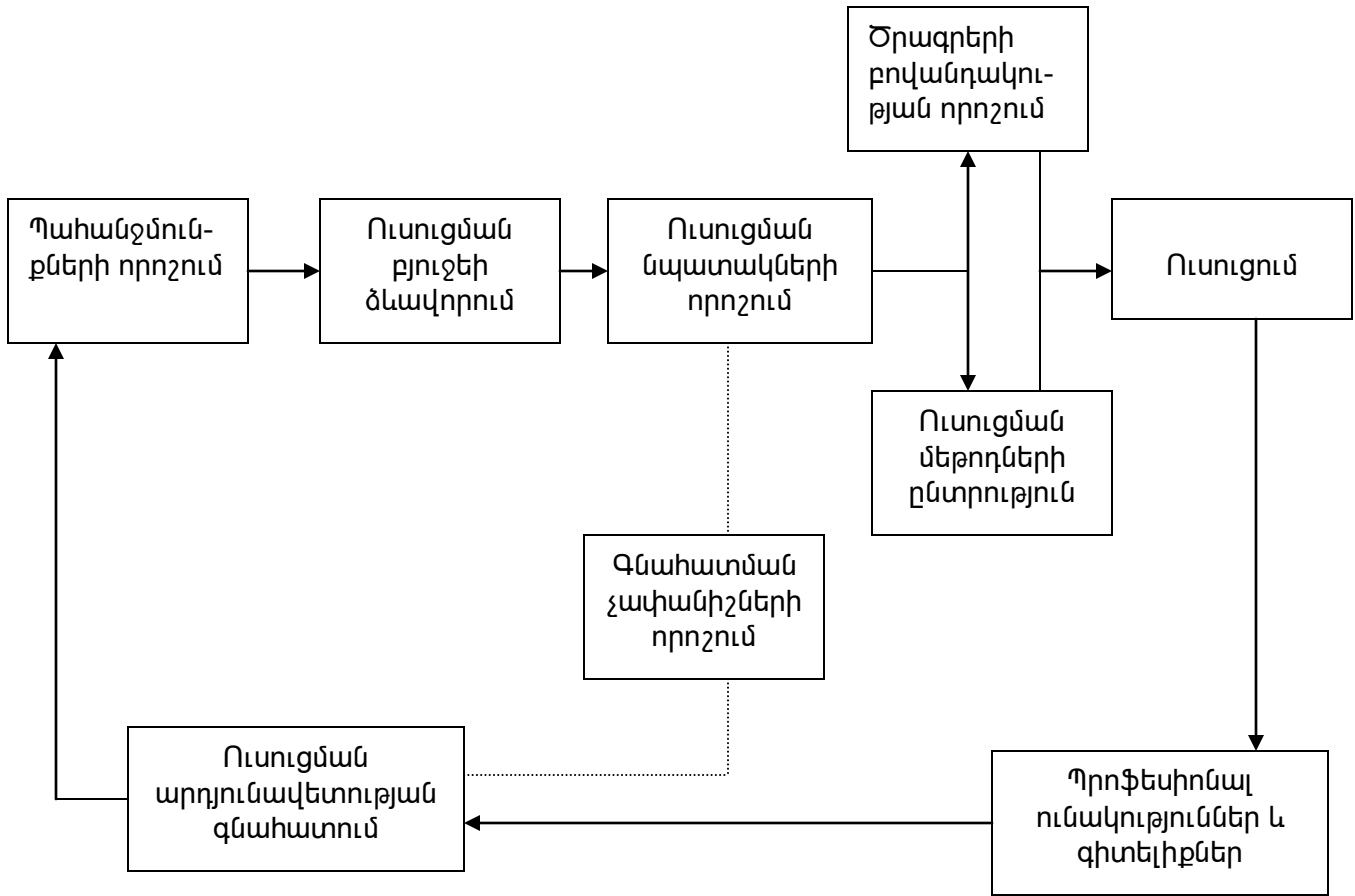 Ծրագրերի
բովանդակու-
թյան որոշում
Պահանջմուն-
քների որոշում
Ուսուցման
բյուջեի
ձևավորում
Ուսուցման
նպատակների
որոշում
Ուսուցում
Ուսուցման
մեթոդների
ընտրություն
Գնահատման
չափանիշների
որոշում
Ուսուցման
արդյունավետության
գնահատում
Պրոֆեսիոնալ
ունակություններ և
գիտելիքներ